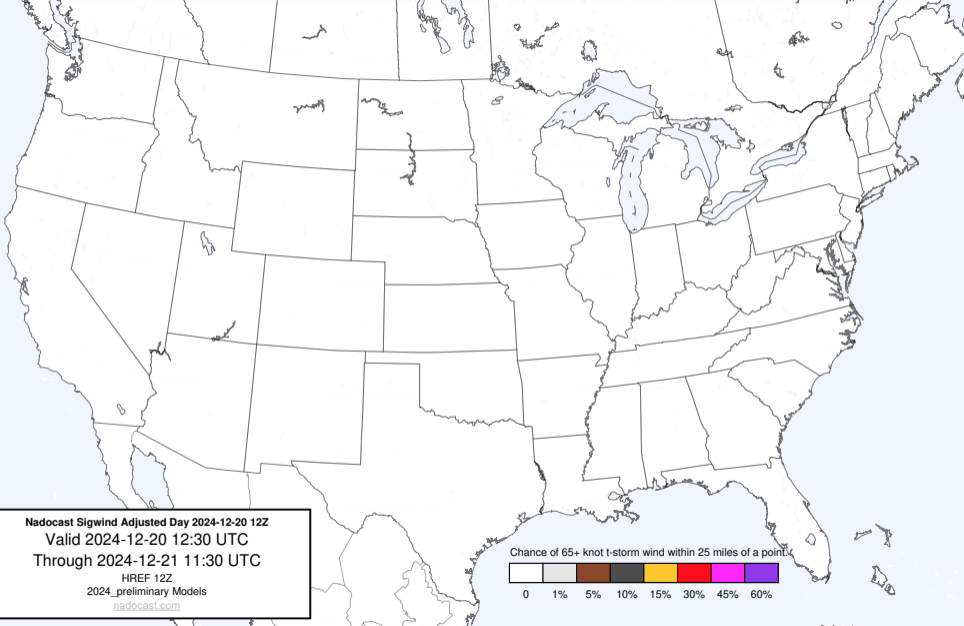 Nadocast Sigwind Adjusted Day 2024-12-20 12Z
Valid 2024-12-20 12:30 UTC
Through 2024-12-21 11:30 UTC
HREF 12Z
2024_preliminary Models
nadocast.com
Chance of 65+ knot t-storm wind within 25 miles of a point.
0 1% 5% 10% 15% 30% 45% 60%